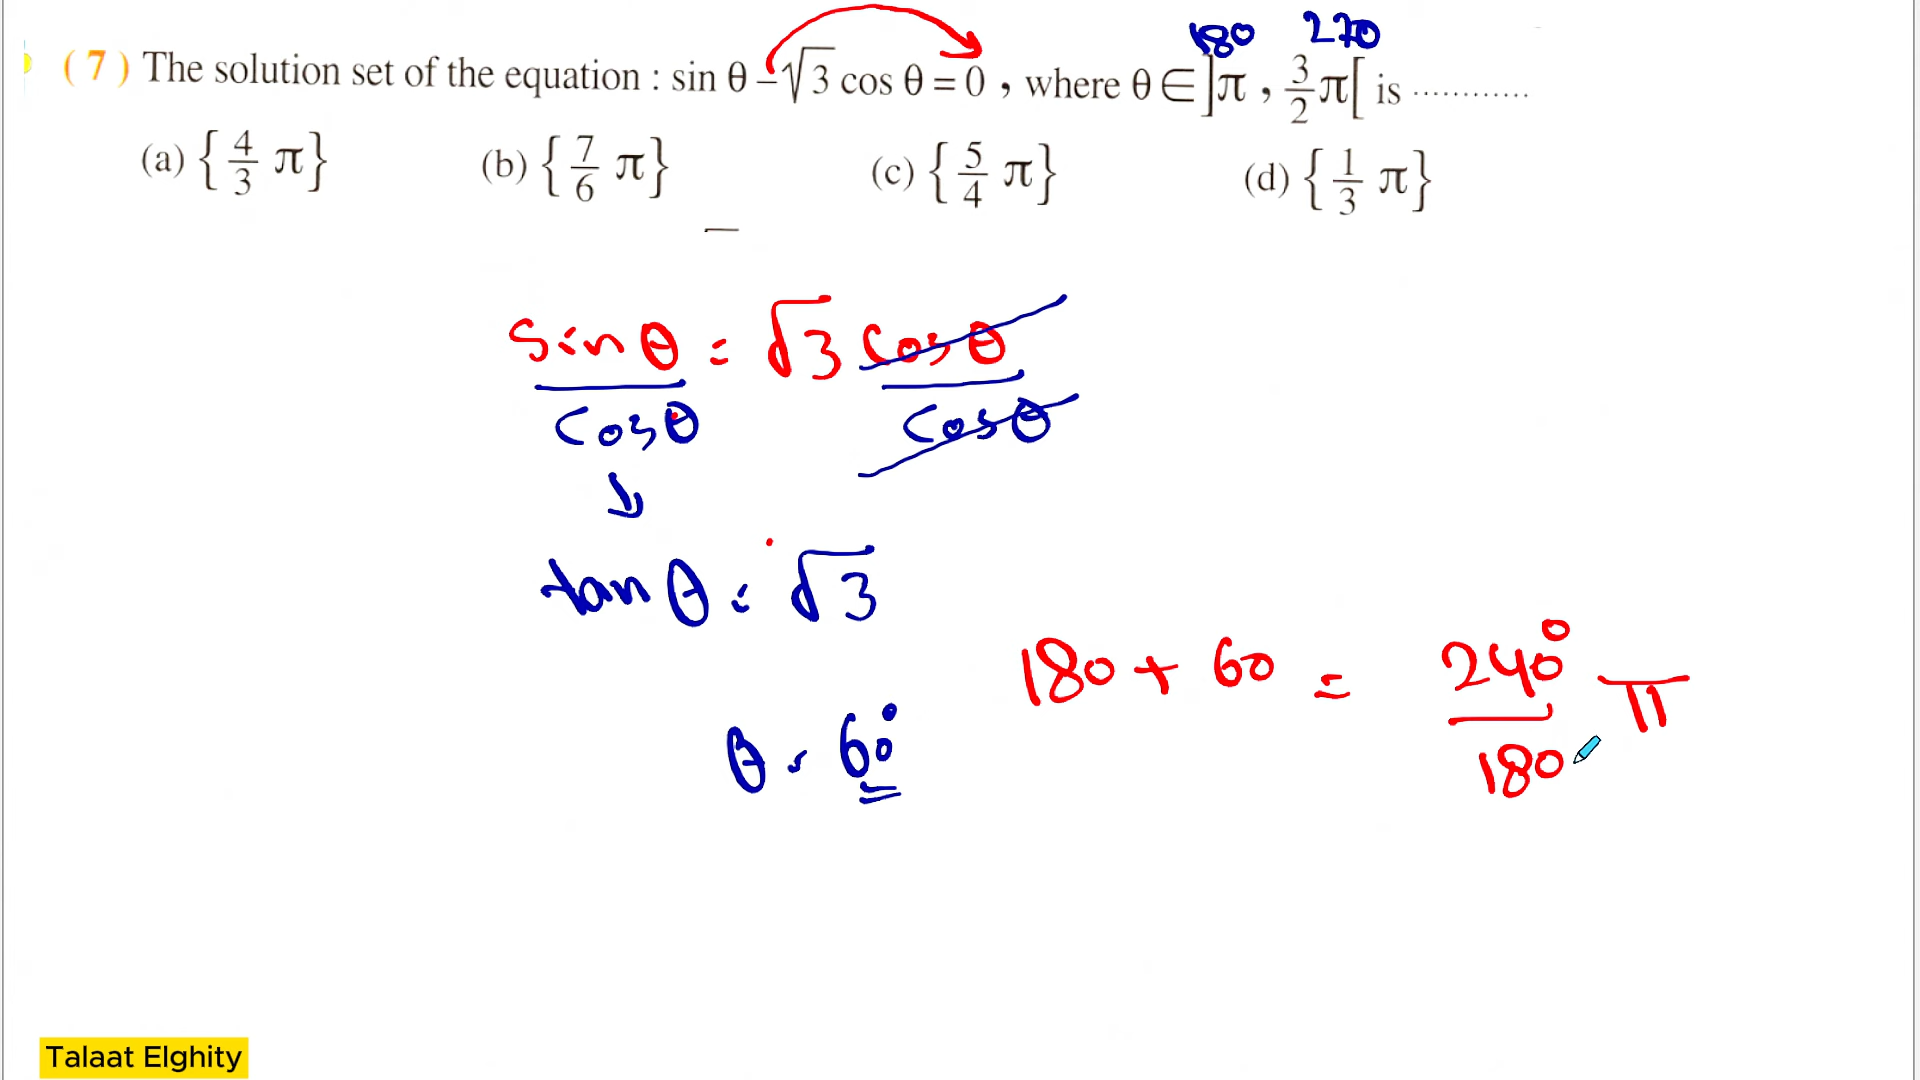 180 270
( 7 ) The solution set of the equation : sin θ – √3 cos θ = 0 , where θ ∈ ]π , 3/2 π[ is ............
(a) {4/3 π} (b) {7/6 π} (c) {5/4 π} (d) {1/3 π}
sin θ = √3 cos θ
cos θ cos θ
tan θ = √3
180 + 60 = 240° π
180
θ = 60°
Talaat Elghity